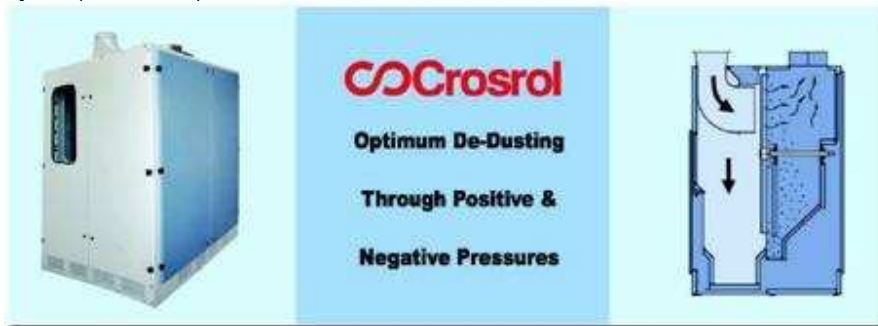 Crosrol
Optimum De-Dusting
Through Positive &
Negative Pressures